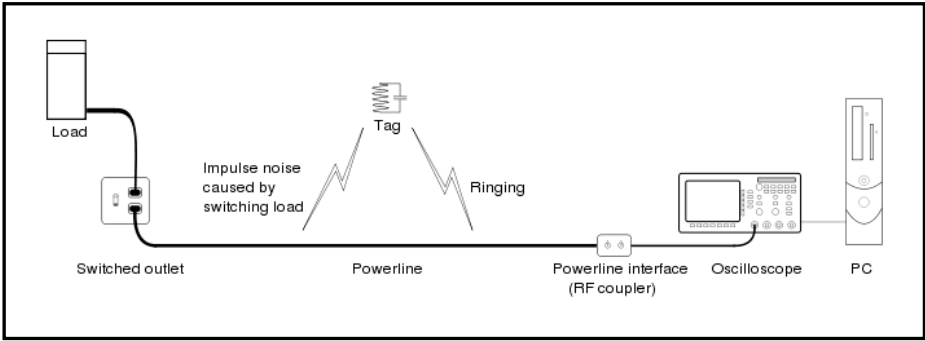 Load
Tag
Impulse noise
caused by
switching load
Ringing
Switched outlet
Powerline
Powerline interface
(RF coupler)
Oscilloscope
PC